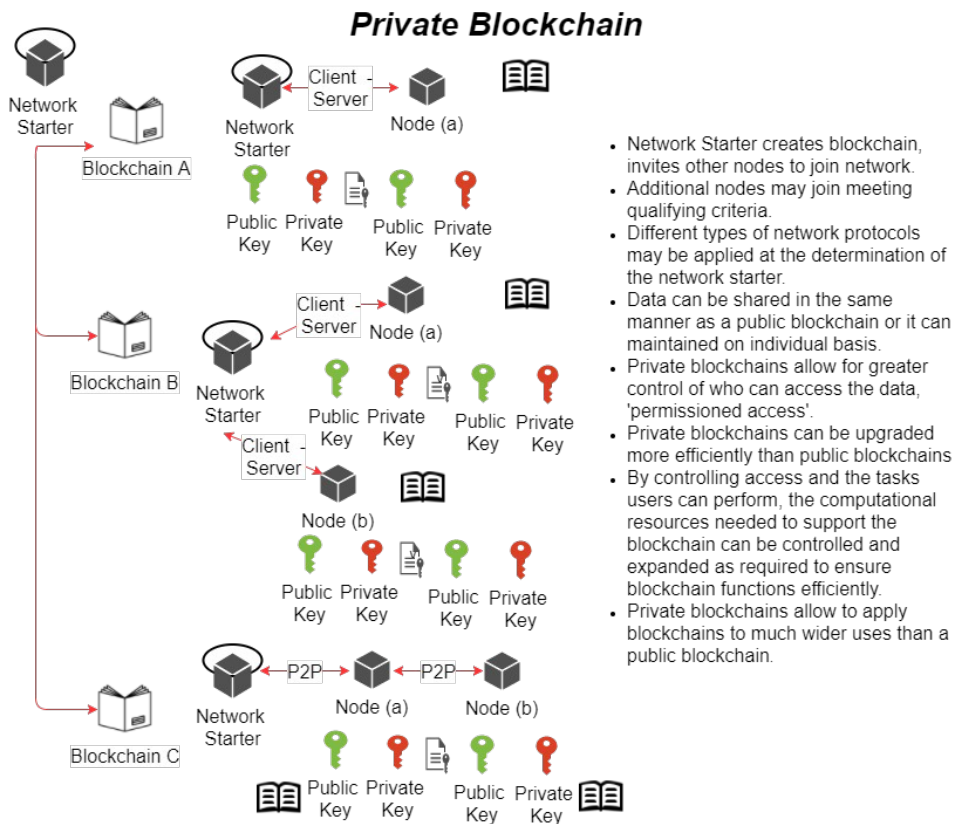 Private Blockchain
Network
Starter
Blockchain A
Client -
Server
Network
Starter
Node (a)
Public
Key
Private
Key
Public
Key
Private
Key
Blockchain B
Client -
Server
Node (a)
Network
Starter
Public
Key
Private
Key
Public
Key
Private
Key
Client -
Server
Node (b)
Public
Key
Private
Key
Public
Key
Private
Key
Blockchain C
P2P
P2P
Network
Starter
Node (a)
Node (b)
Public
Key
Private
Key
Public
Key
Private
Key
• Network Starter creates blockchain,
invites other nodes to join network.
• Additional nodes may join meeting
qualifying criteria.
• Different types of network protocols
may be applied at the determination of
the network starter.
• Data can be shared in the same
manner as a public blockchain or it can
maintained on individual basis.
• Private blockchains allow for greater
control of who can access the data,
'permissioned access'.
• Private blockchains can be upgraded
more efficiently than public blockchains
• By controlling access and the tasks
users can perform, the computational
resources needed to support the
blockchain can be controlled and
expanded as required to ensure
blockchain functions efficiently.
• Private blockchains allow to apply
blockchains to much wider uses than a
public blockchain.